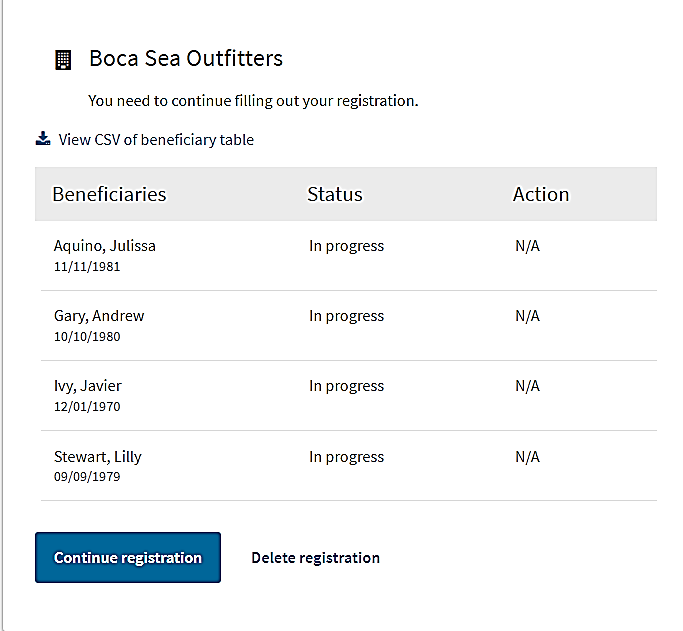 Boca Sea Outfitters
You need to continue filling out your registration.
View CSV of beneficiary table
Beneficiaries Status Action
Aquino, Julissa In progress N/A
11/11/1981
Gary, Andrew In progress N/A
10/10/1980
Ivy, Javier In progress N/A
12/01/1970
Stewart, Lilly In progress N/A
09/09/1979
Continue registration Delete registration